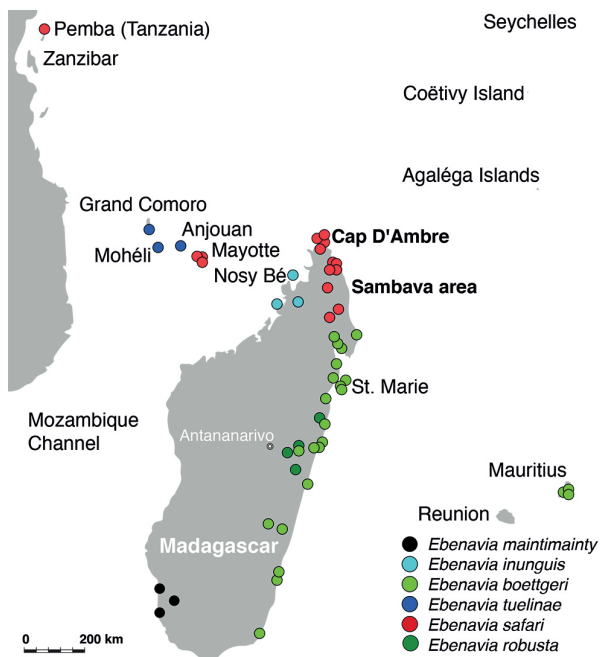 Pemba (Tanzania)
Seychelles
Zanzibar
Coëtivy Island
Agaléga Islands
Grand Comoro
Anjouan
Mohéli
Mayotte
Cap D'Ambre
Nosy Bé
Sambava area
St. Marie
Mozambique
Channel
Antananarivo
Mauritius
Reunion
Madagascar
Ebenavia maintimainty
Ebenavia inunguis
Ebenavia boettgeri
Ebenavia tuelinae
Ebenavia safari
Ebenavia robusta
0 200 km